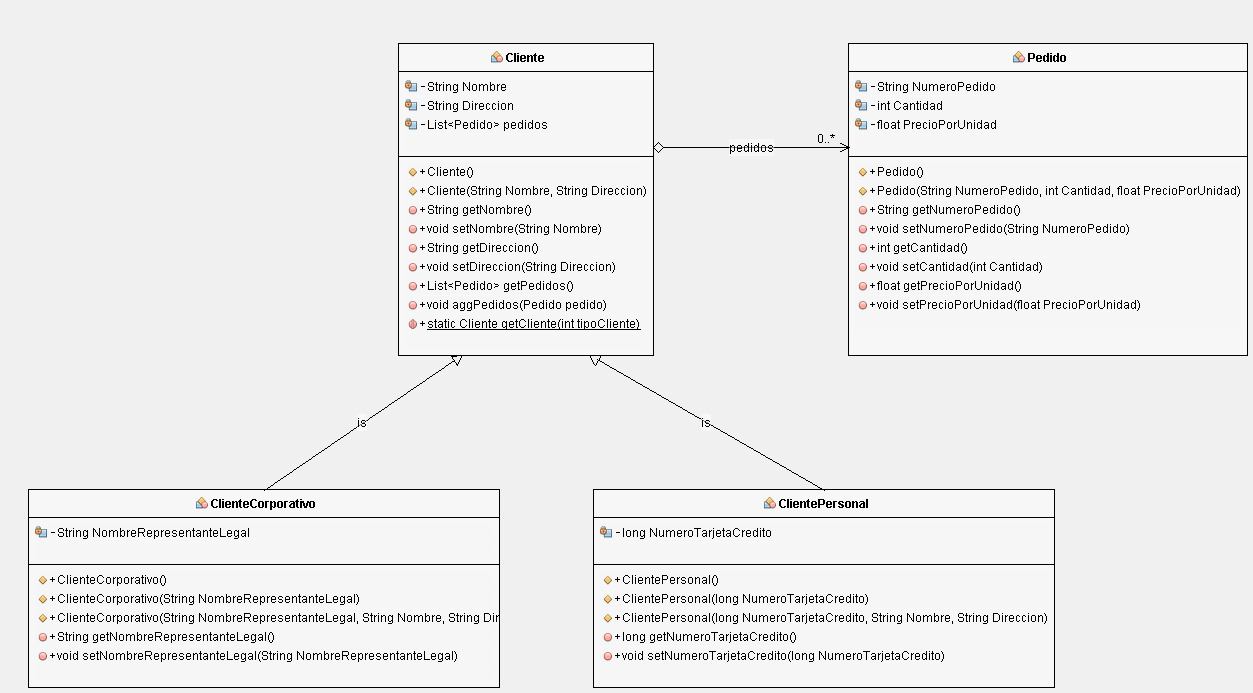 Cliente
-String Nombre
-String Direccion
-List<Pedido> pedidos
+Cliente()
+Cliente(String Nombre, String Direccion)
+String getNombre()
+void setNombre(String Nombre)
+String getDireccion()
+void setDireccion(String Direccion)
+List<Pedido> getPedidos()
+void aggPedidos(Pedido pedido)
+static Cliente getCliente(int tipoCliente)
0..*
pedidos
Pedido
-String NumeroPedido
-int Cantidad
-float PrecioPorUnidad
+Pedido()
+Pedido(String NumeroPedido, int Cantidad, float PrecioPorUnidad)
+String getNumeroPedido()
+void setNumeroPedido(String NumeroPedido)
+int getCantidad()
+void setCantidad(int Cantidad)
+float getPrecioPorUnidad()
+void setPrecioPorUnidad(float PrecioPorUnidad)
is
is
ClienteCorporativo
-String NombreRepresentanteLegal
+ClienteCorporativo()
+ClienteCorporativo(String NombreRepresentanteLegal)
+ClienteCorporativo(String NombreRepresentanteLegal, String Nombre, String Dir
+String getNombreRepresentanteLegal()
+void setNombreRepresentanteLegal(String NombreRepresentanteLegal)
ClientePersonal
-long NumeroTarjetaCredito
+ClientePersonal()
+ClientePersonal(long NumeroTarjetaCredito)
+ClientePersonal(long NumeroTarjetaCredito, String Nombre, String Direccion)
+long getNumeroTarjetaCredito()
+void setNumeroTarjetaCredito(long NumeroTarjetaCredito)